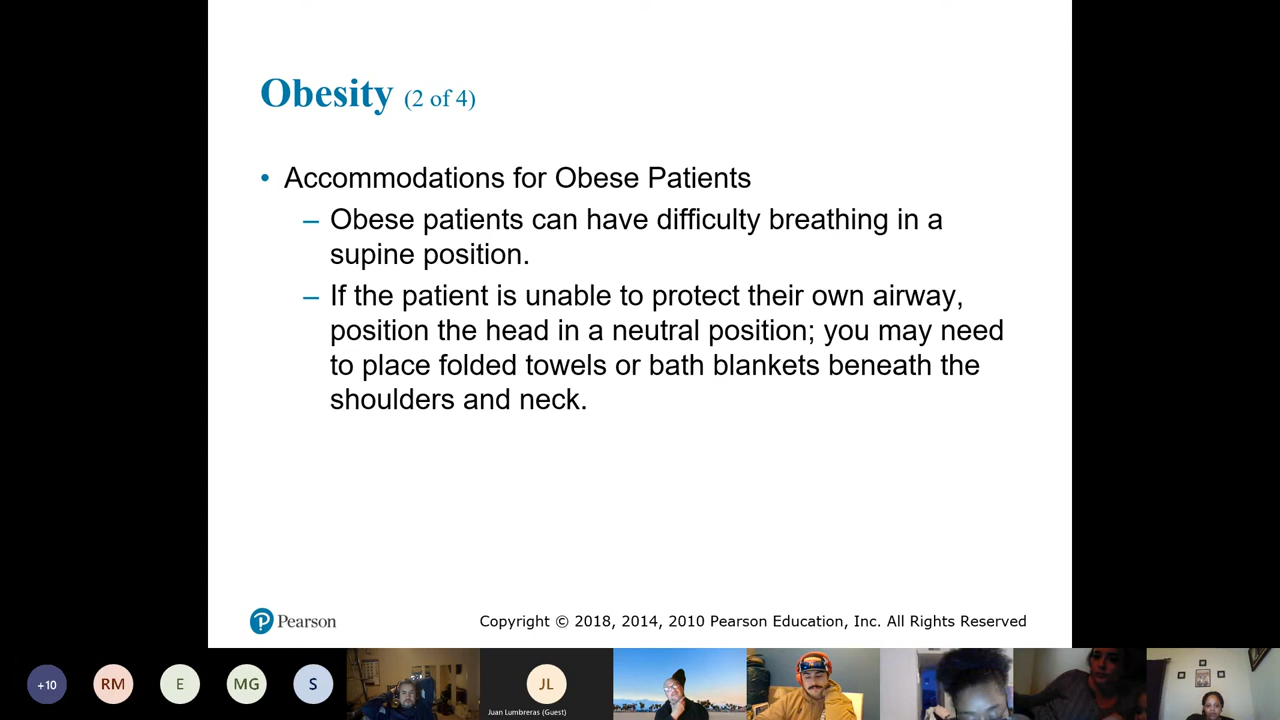 Obesity (2 of 4)
• Accommodations for Obese Patients
– Obese patients can have difficulty breathing in a
supine position.
– If the patient is unable to protect their own airway,
position the head in a neutral position; you may need
to place folded towels or bath blankets beneath the
shoulders and neck.
Pearson
Copyright © 2018, 2014, 2010 Pearson Education, Inc. All Rights Reserved
+10 RM E MG S JL
Juan Lumbreras (Guest)